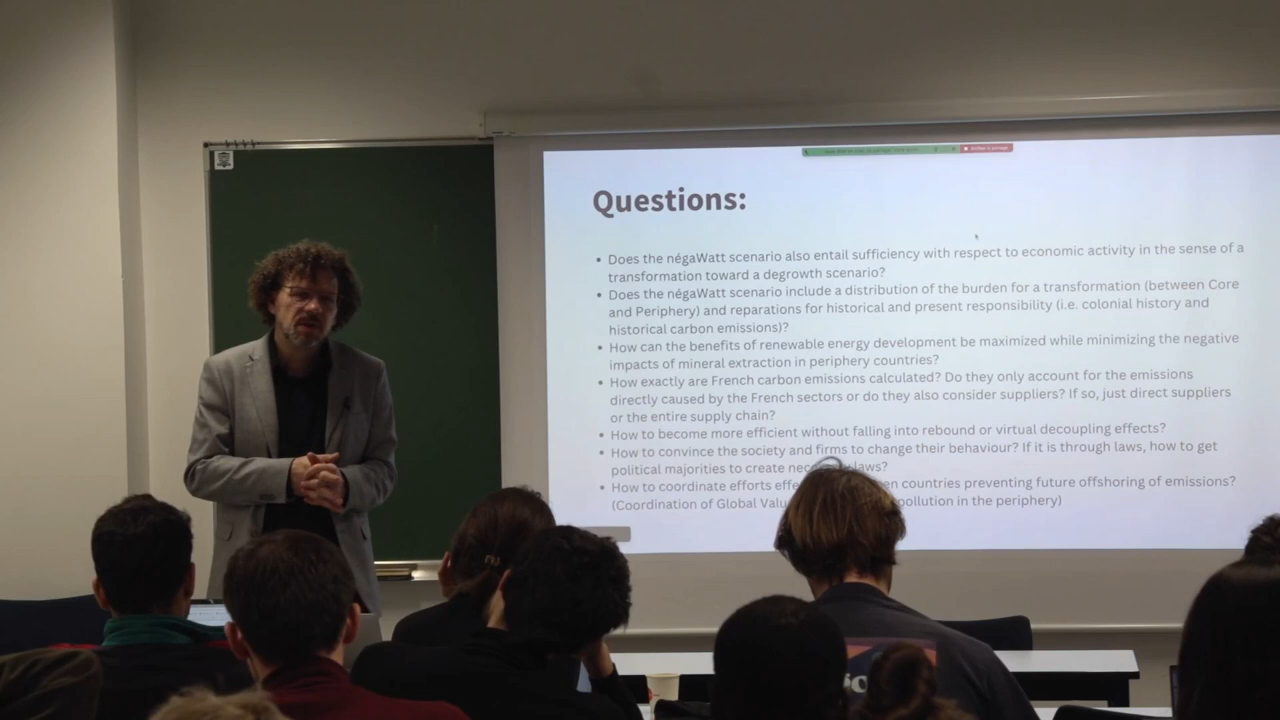 Questions:
• Does the négaWatt scenario also entail sufficiency with respect to economic activity in the sense of a
transformation toward a degrowth scenario?
• Does the négaWatt scenario include a distribution of the burden for a transformation (between Core
and Periphery) and reparations for historical and present responsibility (i.e. colonial history and
historical carbon emissions)?
• How can the benefits of renewable energy development be maximized while minimizing the negative
impacts of mineral extraction in periphery countries?
• How exactly are French carbon emissions calculated? Do they only account for the emissions
directly caused by the French sectors or do they also consider suppliers? If so, just direct suppliers
or the entire supply chain?
• How to become more efficient without falling into rebound or virtual decoupling effects?
• How to convince the society and firms to change their behaviour? If it is through laws, how to get
political majorities to create laws?
• How to coordinate efforts countries preventing future offshoring of emissions?
(Coordination of Global pollution in the periphery)